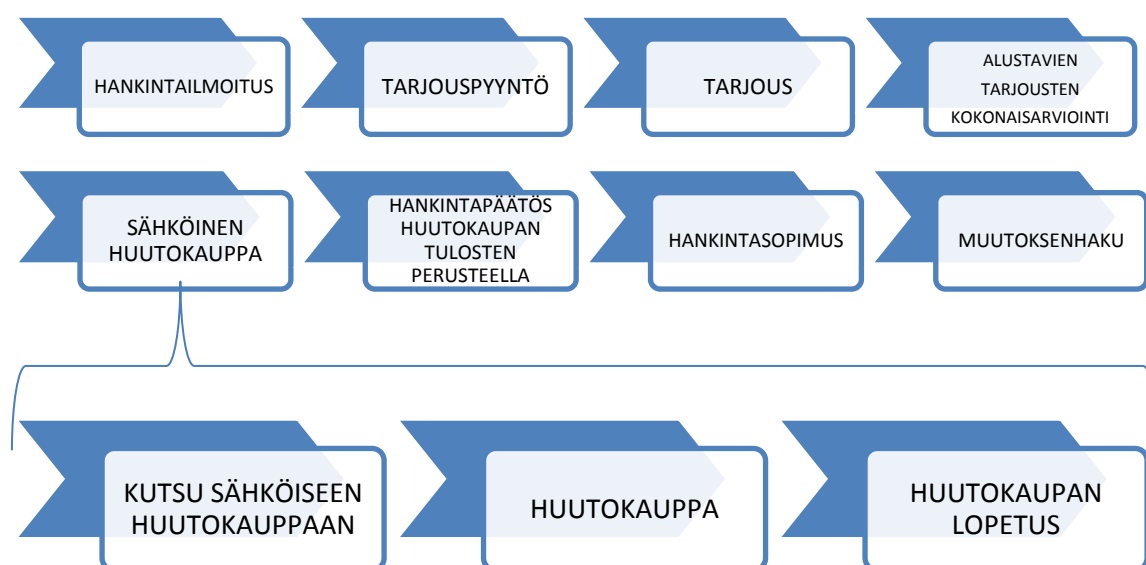 HANKINTAILMOITUS
TARJOUSPYYNTÖ
TARJOUS
ALUSTAVIEN
TARJOUSTEN
KOKONAISARVIOINTI
SÄHKÖINEN
HUUTOKAUPPA
HANKINTAPÄÄTÖS
HUUTOKAUPAN
TULOSTEN
PERUSTEELLA
HANKINTASOPIMUS
MUUTOKSENHAKU
KUTSU SÄHKÖISEEN
HUUTOKAUPPAAN
HUUTOKAUPPA
HUUTOKAUPAN
LOPETUS